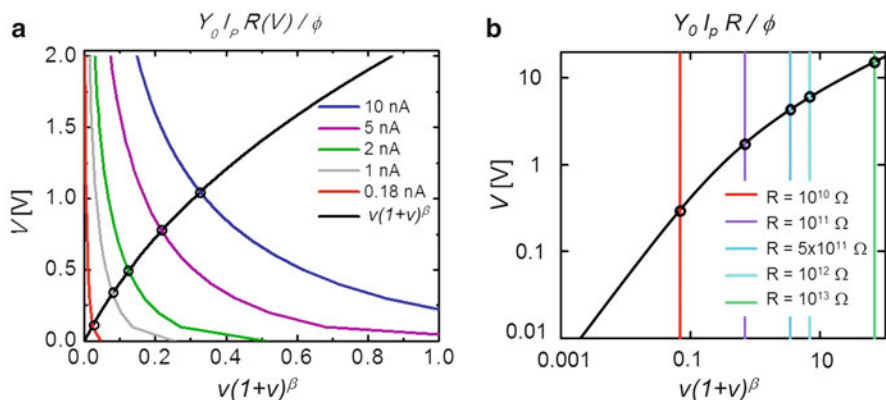 a
Y₀ Iₚ R(V) / ϕ
V [V]
2.0
1.5
1.0
0.5
0.0
10 nA
5 nA
2 nA
1 nA
0.18 nA
v(1+v)^β
0.0 0.2 0.4 0.6 0.8 1.0
v(1+v)^β
b
Y₀ Iₚ R / ϕ
V [V]
10
1
0.1
0.01
R = 10¹⁰ Ω
R = 10¹¹ Ω
R = 5x10¹¹ Ω
R = 10¹² Ω
R = 10¹³ Ω
0.001 0.1 10
v(1+v)^β